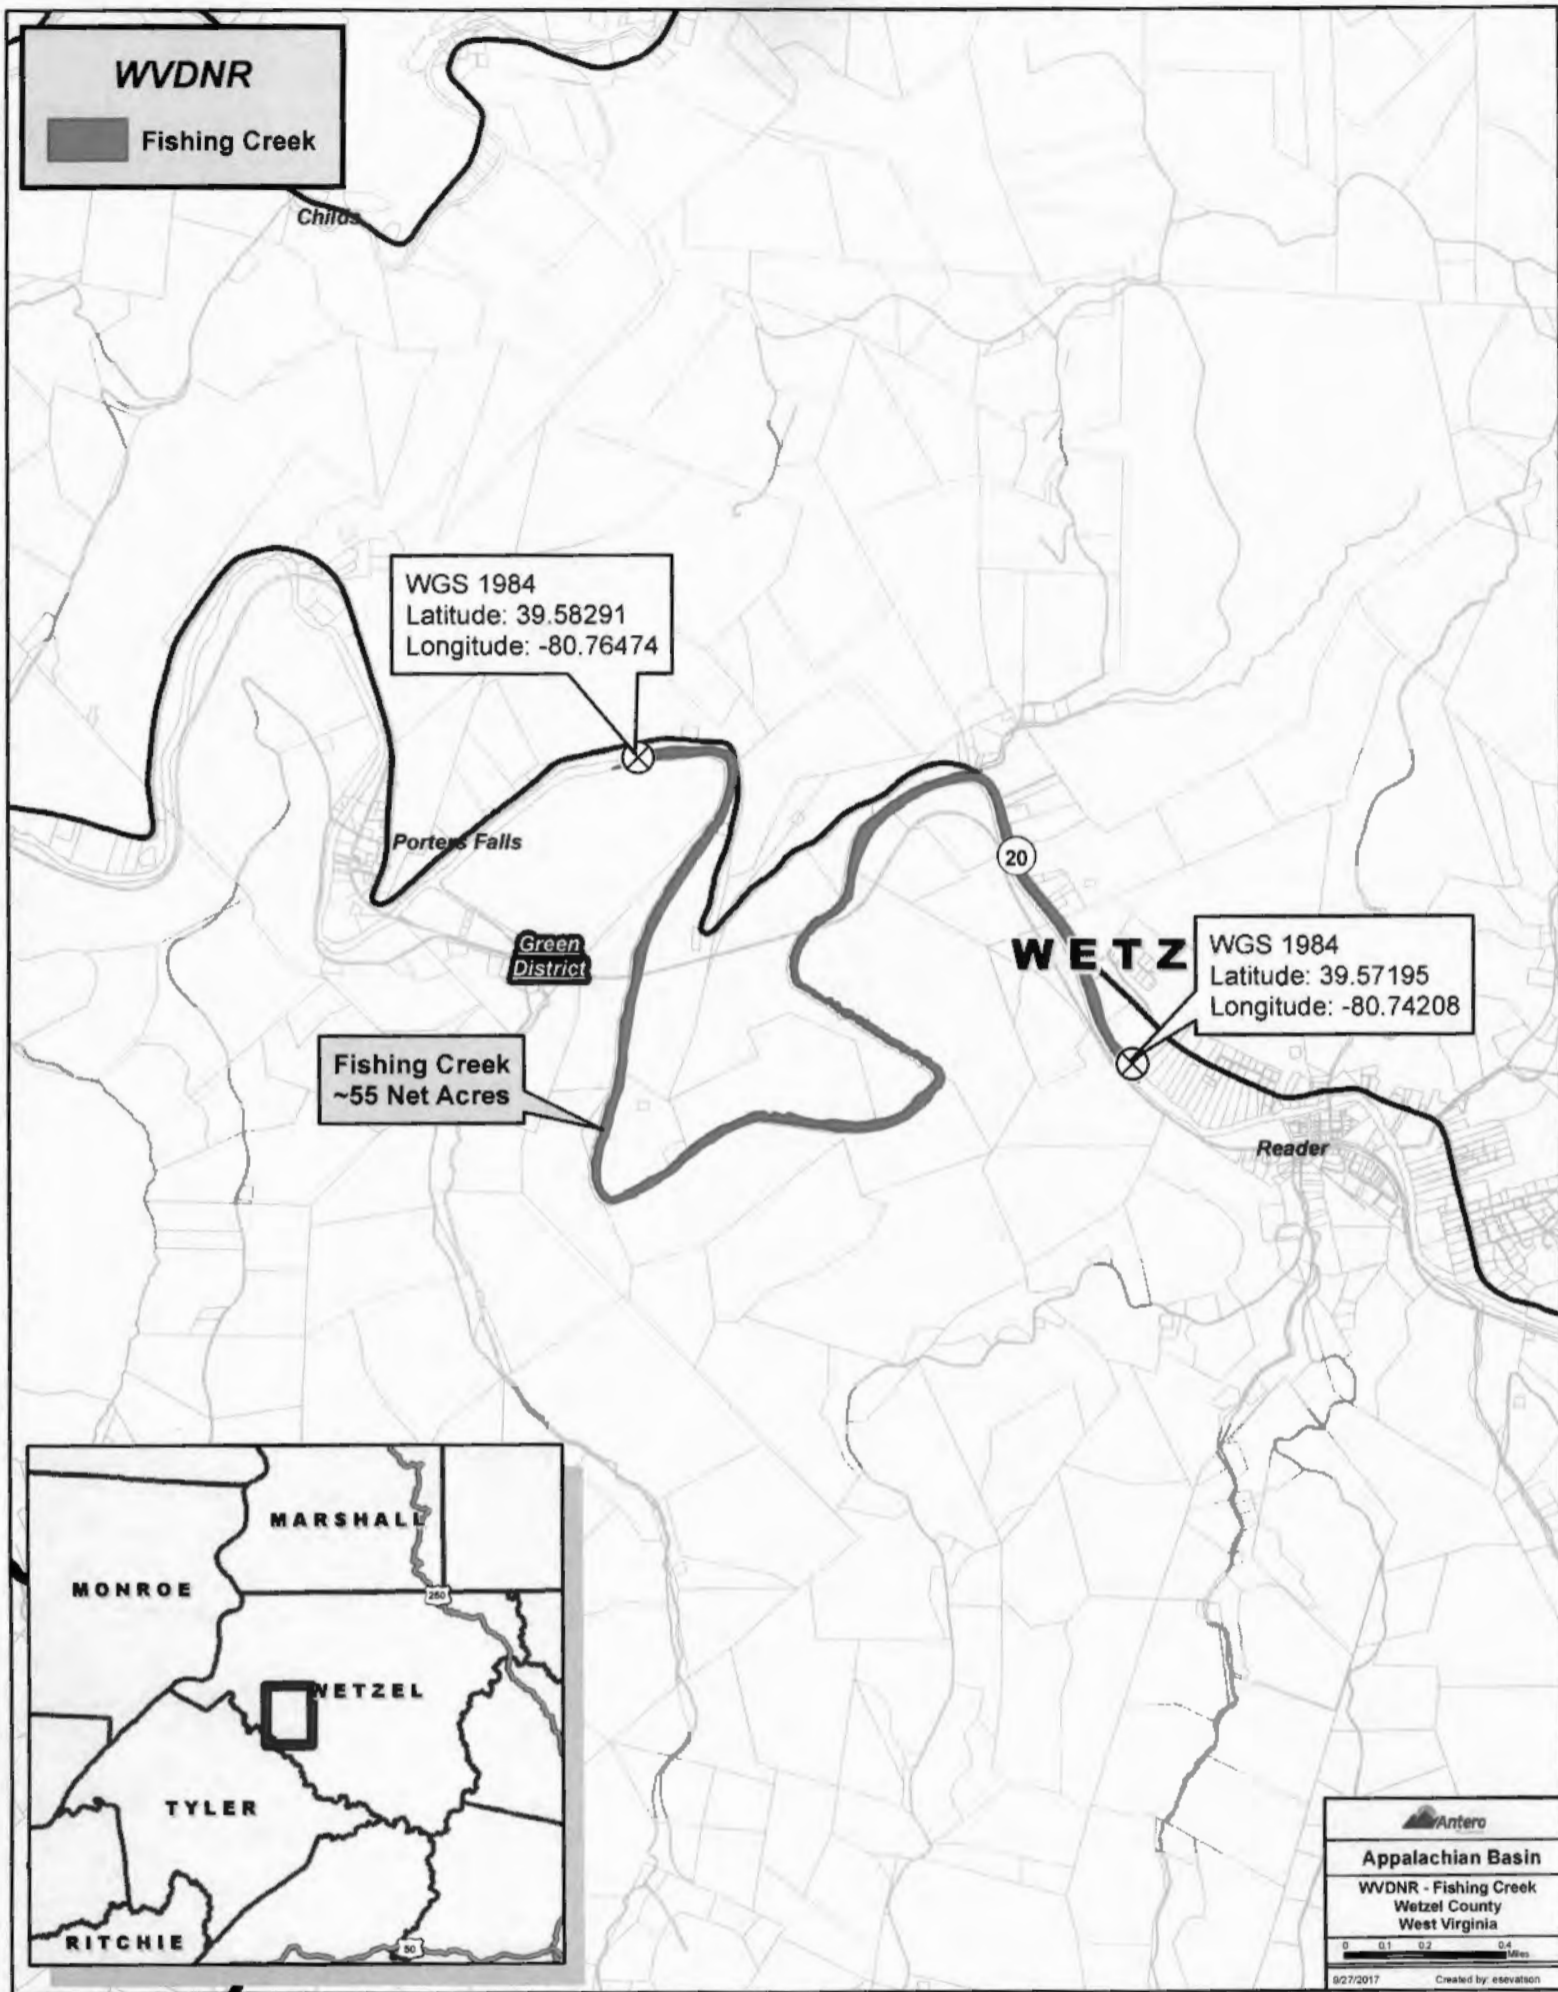 WVDNR
Fishing Creek
Childs
WGS 1984
Latitude: 39.58291
Longitude: -80.76474
Porters Falls
20
Green
District
WETZ
WGS 1984
Latitude: 39.57195
Longitude: -80.74208
Fishing Creek
~55 Net Acres
Reader
MARSHALL
MONROE
250
WETZEL
TYLER
RITCHIE
50
Antero
Appalachian Basin
WVDNR - Fishing Creek
Wetzel County
West Virginia
0 0.1 0.2 0.4
Miles
9/27/2017 Created by: esevatson